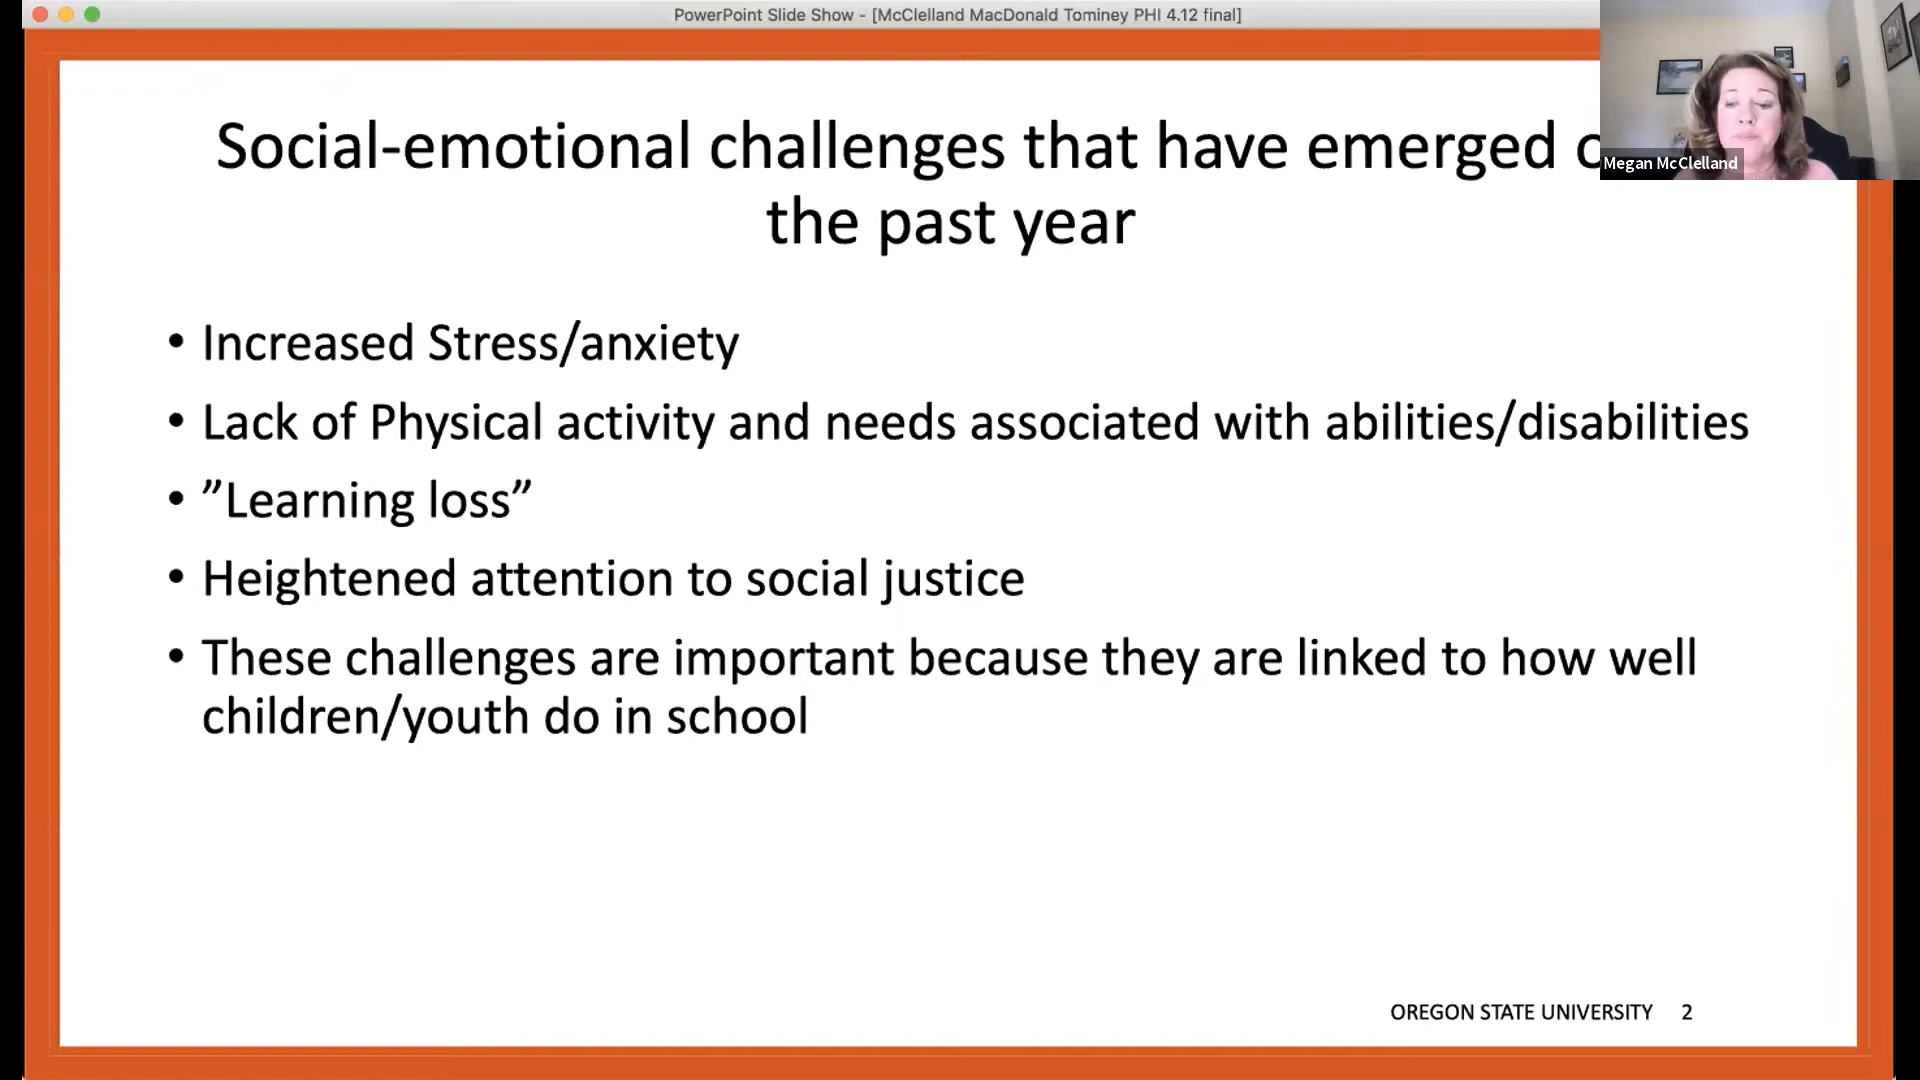 PowerPoint Slide Show - [McClelland MacDonald Tominey PHI 4.12 final]
Social-emotional challenges that have emerged
the past year
Megan McClelland
• Increased Stress/anxiety
• Lack of Physical activity and needs associated with abilities/disabilities
• ”Learning loss”
• Heightened attention to social justice
• These challenges are important because they are linked to how well
children/youth do in school
OREGON STATE UNIVERSITY 2